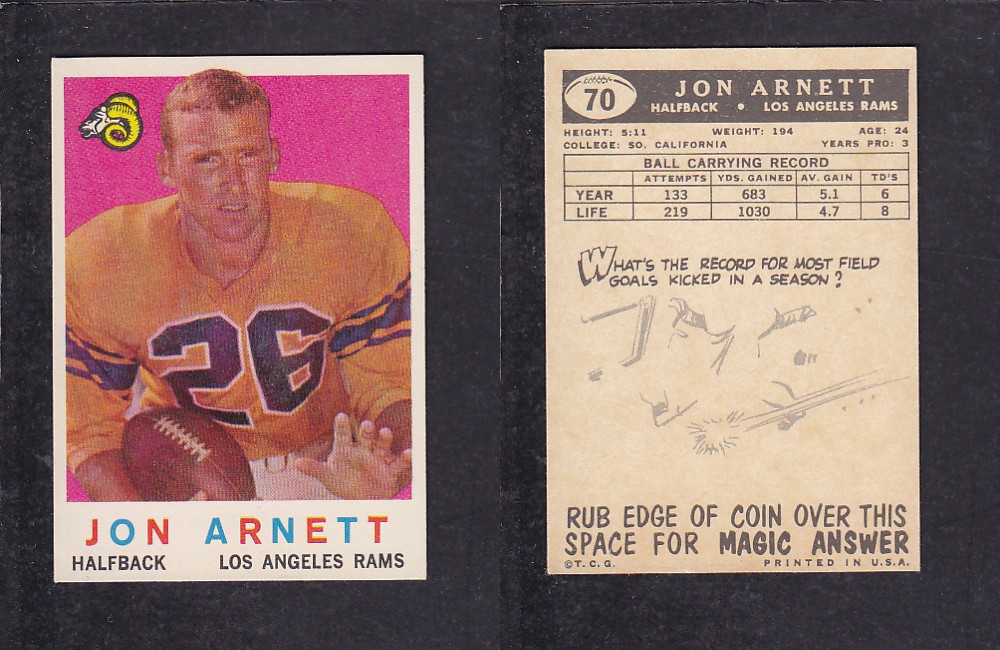 26
JON ARNETT
HALFBACK LOS ANGELES RAMS
70
JON ARNETT
HALFBACK • LOS ANGELES RAMS
HEIGHT: 5:11 WEIGHT: 194 AGE: 24
COLLEGE: SO. CALIFORNIA YEARS PRO: 3
BALL CARRYING RECORD
ATTEMPTS YDS. GAINED AV. GAIN TD'S
YEAR 133 683 5.1 6
LIFE 219 1030 4.7 8
WHAT'S THE RECORD FOR MOST FIELD
GOALS KICKED IN A SEASON?
RUB EDGE OF COIN OVER THIS
SPACE FOR MAGIC ANSWER
©T.C.G. PRINTED IN U.S.A.